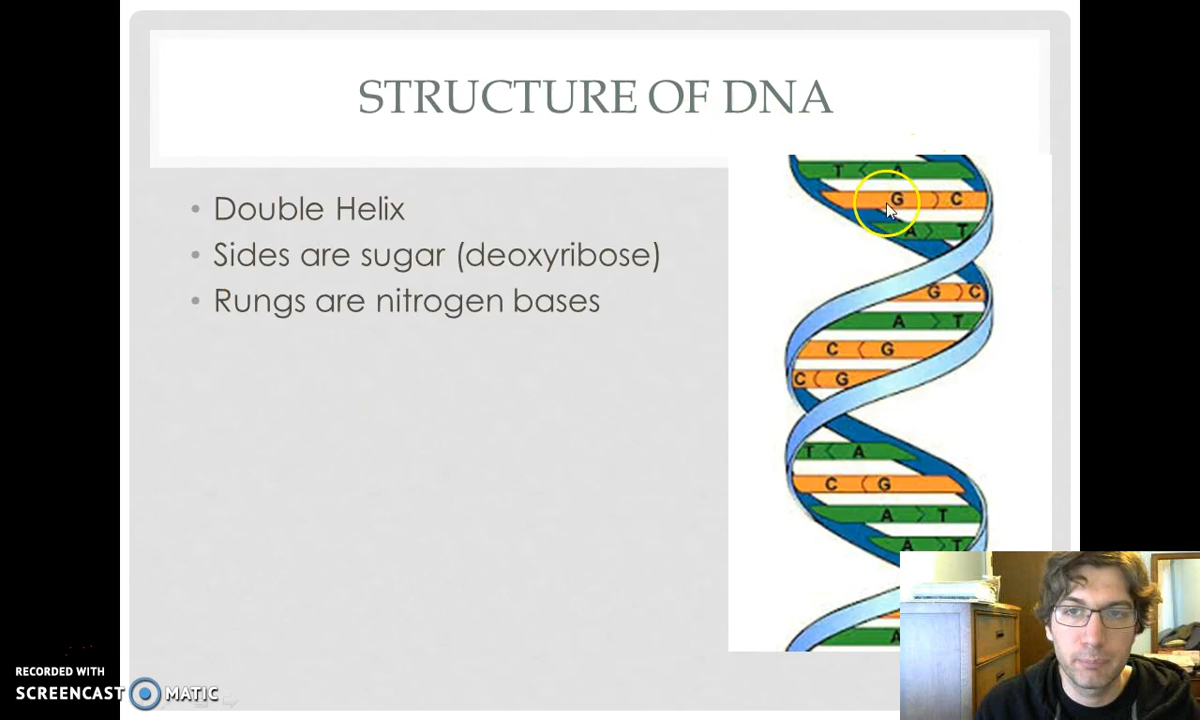 STRUCTURE OF DNA
• Double Helix
• Sides are sugar (deoxyribose)
• Rungs are nitrogen bases
T A
G C
A T
G C
A T
C G
C G
T A
C G
A T
A T
A
RECORDED WITH
SCREENCAST MATIC